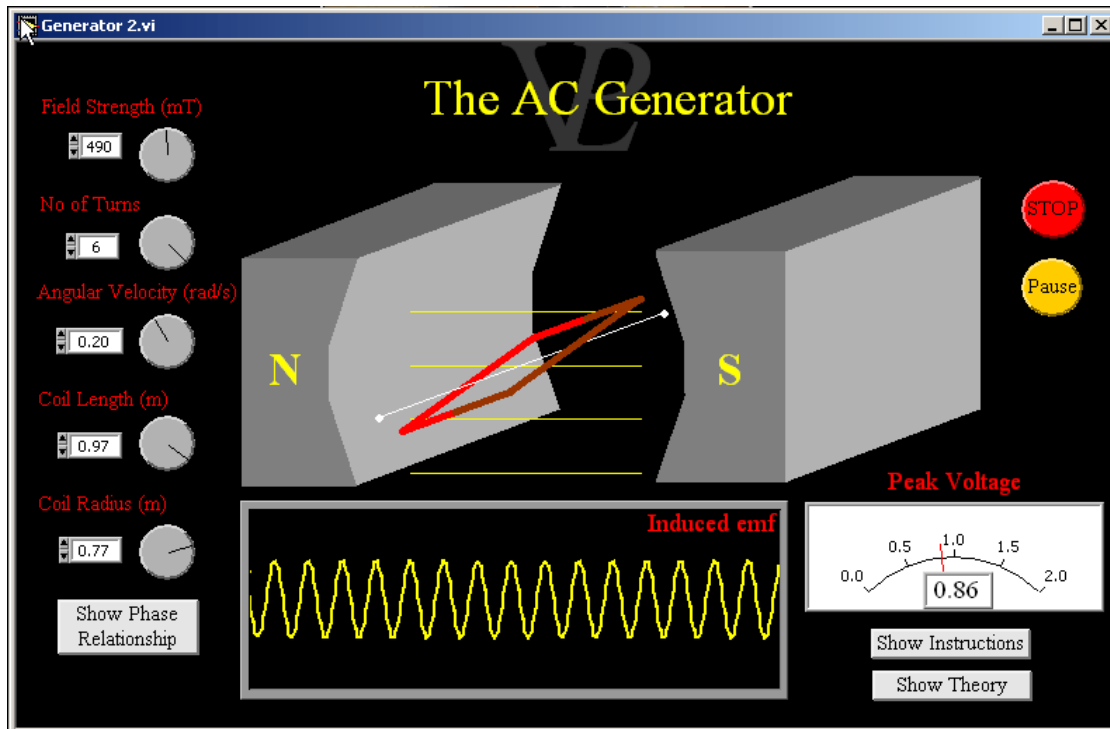 Generator 2.vi
VPL
The AC Generator
Field Strength (mT)
490
No of Turns
6
Angular Velocity (rad/s)
0.20
Coil Length (m)
0.97
Coil Radius (m)
0.77
Show Phase
Relationship
N
S
STOP
Pause
Induced emf
Peak Voltage
0.0 0.5 1.0 1.5 2.0
0.86
Show Instructions
Show Theory